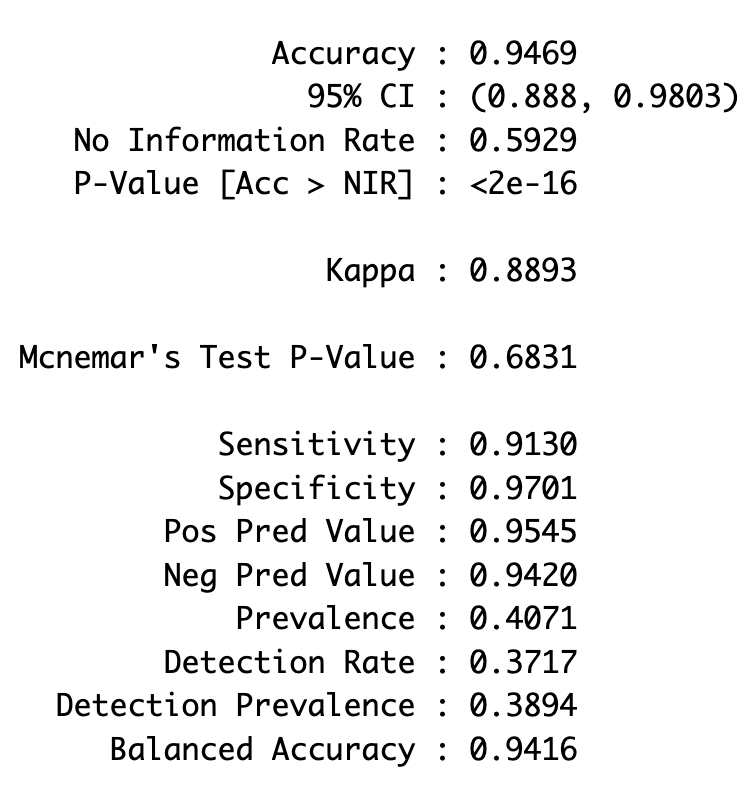 Accuracy : 0.9469
95% CI : (0.888, 0.9803)
No Information Rate : 0.5929
P-Value [Acc > NIR] : <2e-16
Kappa : 0.8893
Mcnemar's Test P-Value : 0.6831
Sensitivity : 0.9130
Specificity : 0.9701
Pos Pred Value : 0.9545
Neg Pred Value : 0.9420
Prevalence : 0.4071
Detection Rate : 0.3717
Detection Prevalence : 0.3894
Balanced Accuracy : 0.9416